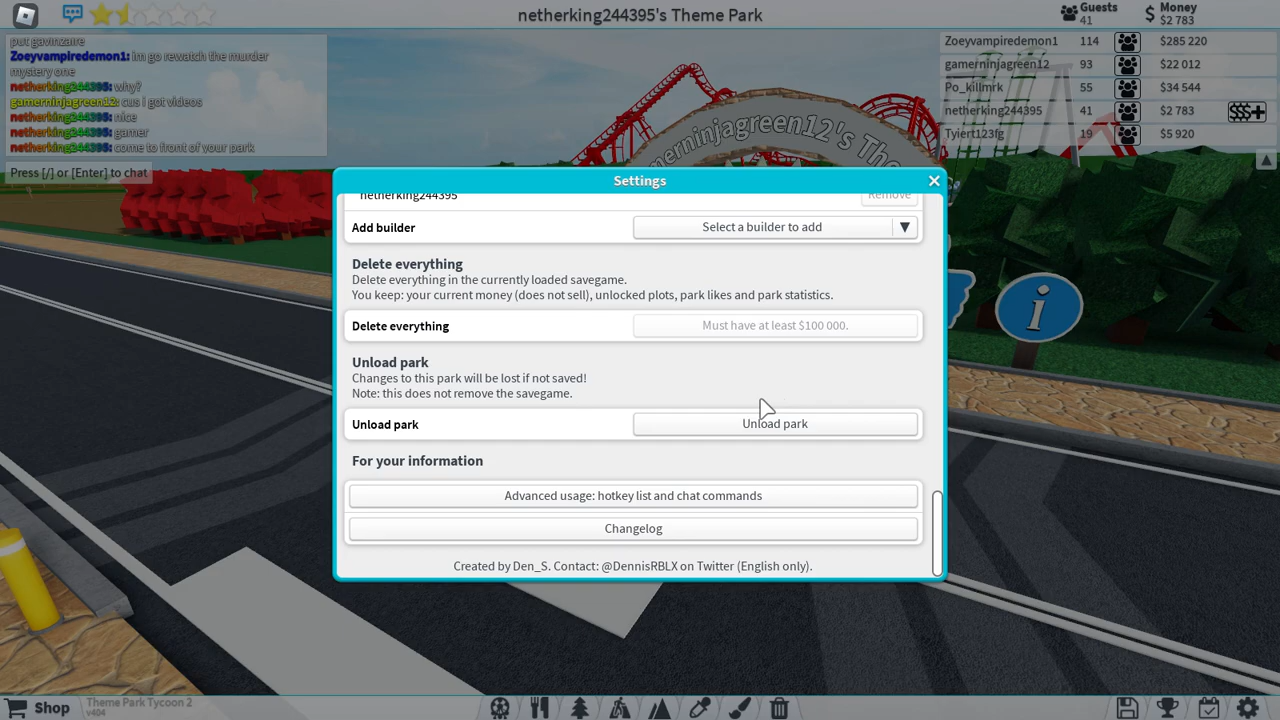 netherking244395's Theme Park
Guests
41
Money
$2 783
put gavinzaire
Zoeyvampiredemon1: im go rewatch the murder
mystery one
netherking244395: why?
gamerninjagreen12: cus i got videos
netherking244395: nice
netherking244395: gamer
netherking244395: come to front of your park
Press [/] or [Enter] to chat
Zoeyvampiredemon1 114 $285 220
gamerninjagreen12 93 $22 012
Po_killmrk 55 $34 544
netherking244395 41 $2 783 $$$+
Tyiert123fg 19 $5 920
gamerninjagreen12's The
Settings
netherking244395 Remove
Add builder Select a builder to add
Delete everything
Delete everything in the currently loaded savegame.
You keep: your current money (does not sell), unlocked plots, park likes and park statistics.
Delete everything Must have at least $100 000.
Unload park
Changes to this park will be lost if not saved!
Note: this does not remove the savegame.
Unload park Unload park
For your information
Advanced usage: hotkey list and chat commands
Changelog
Created by Den_S. Contact: @DennisRBLX on Twitter (English only).
i
Shop
Theme Park Tycoon 2
v404